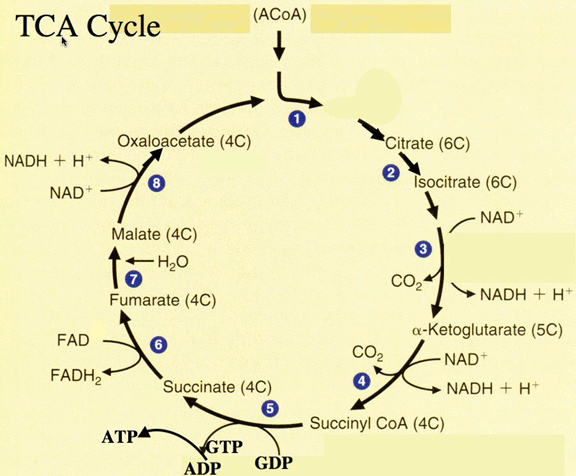 TCA Cycle
(ACoA)
1
Oxaloacetate (4C)
Citrate (6C)
2
Isocitrate (6C)
NADH + H⁺
NAD⁺
8
NAD⁺
3
CO₂
NADH + H⁺
Malate (4C)
H₂O
7
Fumarate (4C)
α-Ketoglutarate (5C)
FAD
6
FADH₂
CO₂
NAD⁺
4
NADH + H⁺
Succinate (4C)
5
Succinyl CoA (4C)
ATP
GTP
ADP
GDP